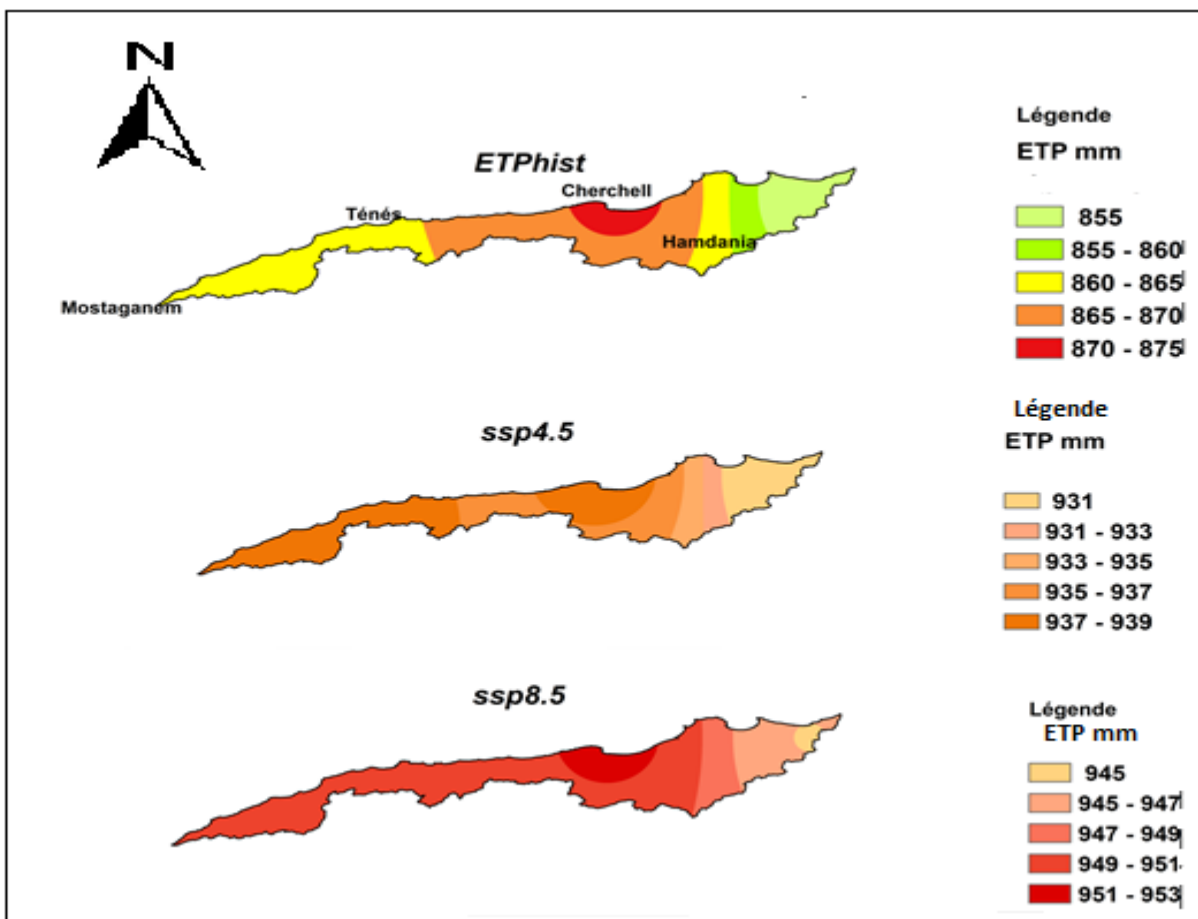 N
ETPhist
Cherchell
Ténés
Hamdania
Mostaganem
Légende
ETP mm
855
855 - 860
860 - 865
865 - 870
870 - 875
ssp4.5
Légende
ETP mm
931
931 - 933
933 - 935
935 - 937
937 - 939
ssp8.5
Légende
ETP mm
945
945 - 947
947 - 949
949 - 951
951 - 953